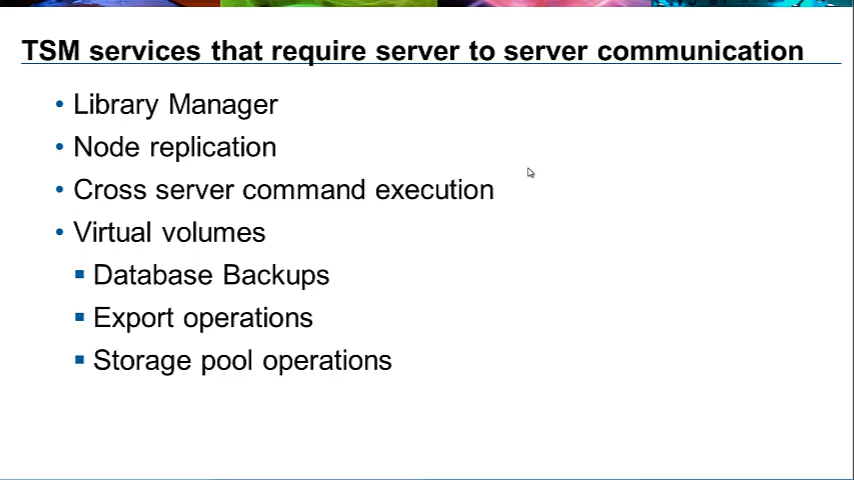 TSM services that require server to server communication
• Library Manager
• Node replication
• Cross server command execution
• Virtual volumes
▪ Database Backups
▪ Export operations
▪ Storage pool operations